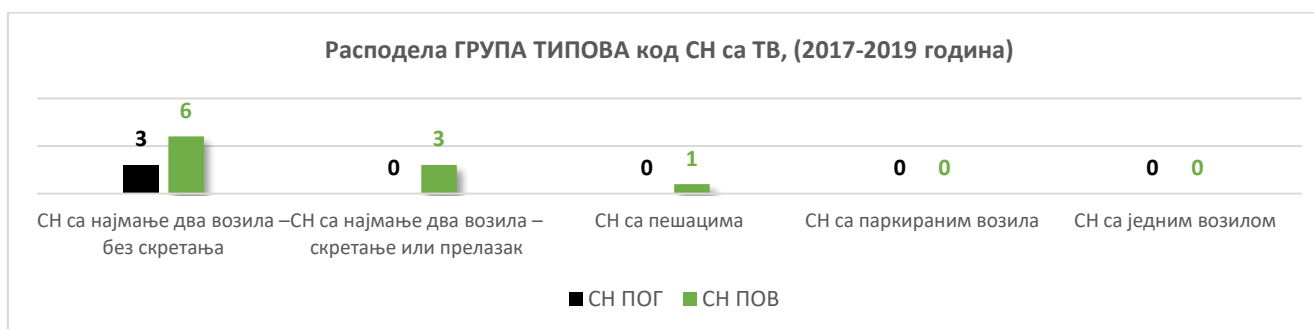 Расподела ГРУПА ТИПОВА код СН са ТВ, (2017-2019 година)
3 6 0 3 0 1 0 0 0 0
СН са најмање два возила –
без скретања
СН са најмање два возила –
скретање или прелазак
СН са пешацима
СН са паркираним возила
СН са једним возилом
СН ПОГ СН ПОВ